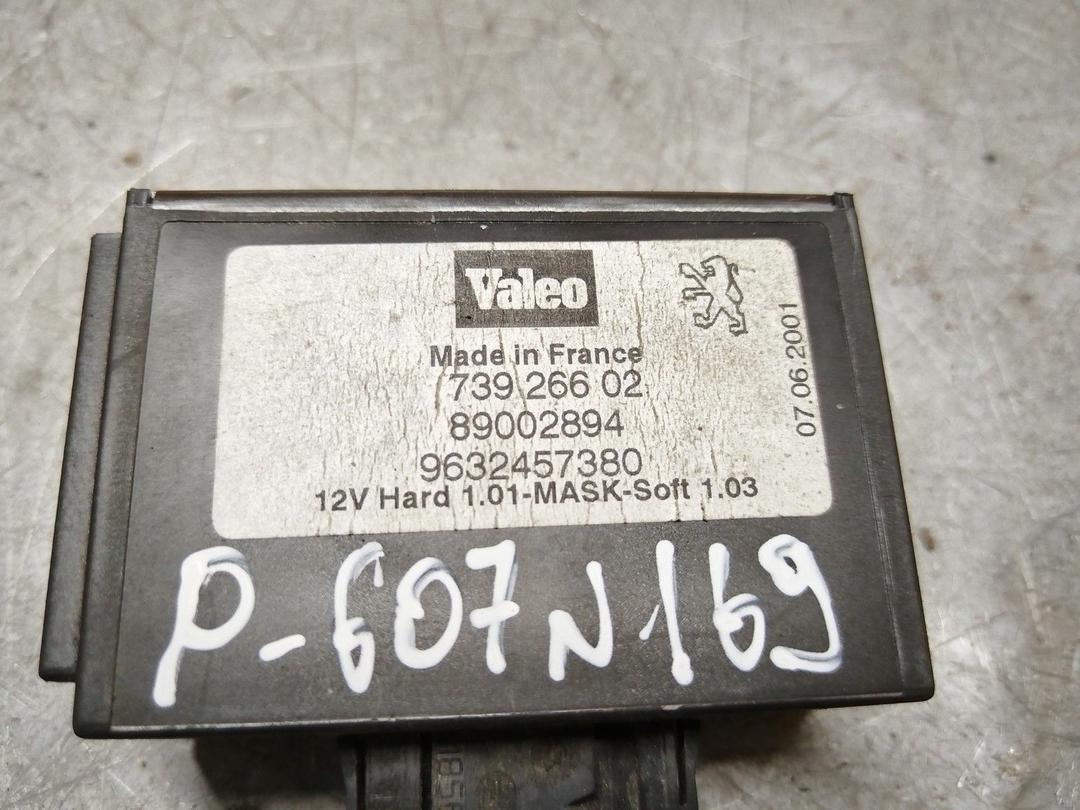 Valeo
Made in France
739 266 02
89002894
9632457380
12V Hard 1.01-MASK-Soft 1.03
07.06.2001
P-607N169